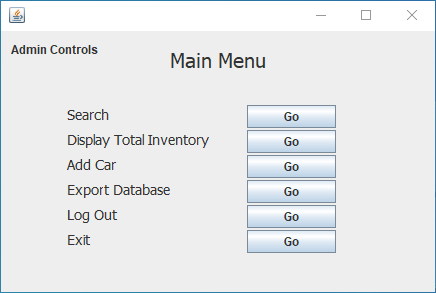 Admin Controls
Main Menu
Search Go
Display Total Inventory Go
Add Car Go
Export Database Go
Log Out Go
Exit Go